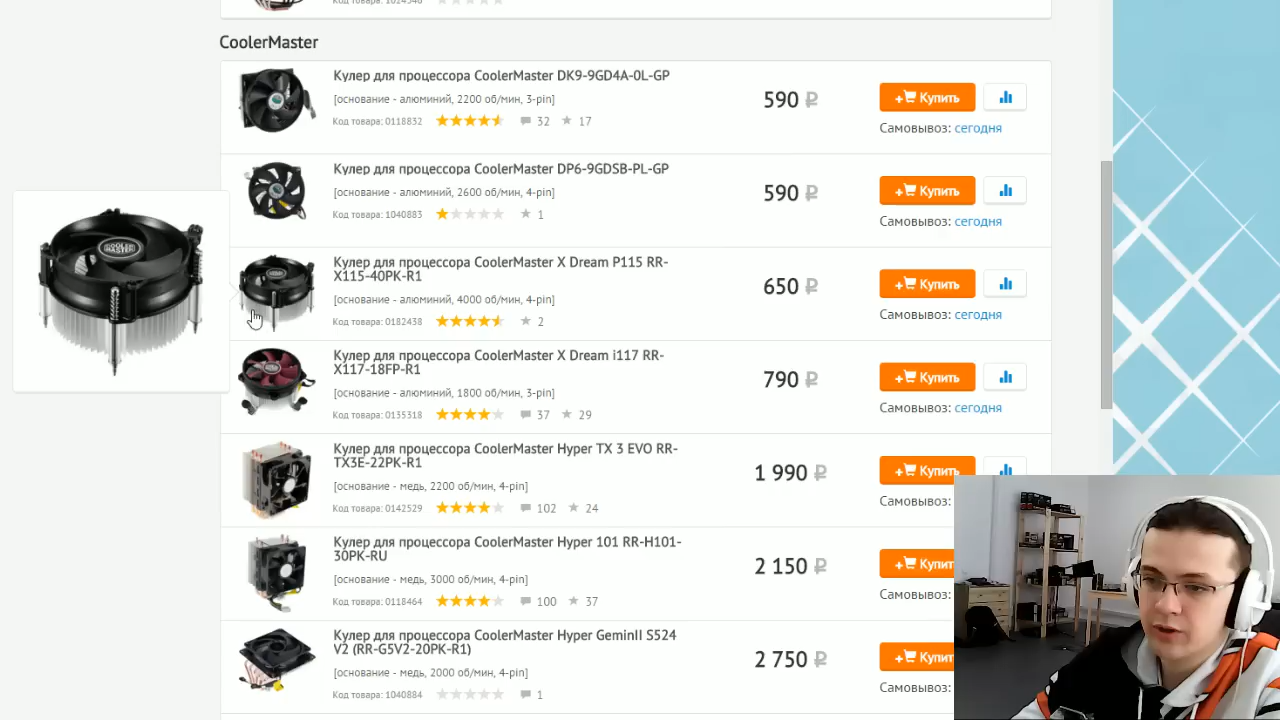 Код товара: 1024540
CoolerMaster
Кулер для процессора CoolerMaster DK9-9GD4A-0L-GP
[основание - алюминий, 2200 об/мин, 3-pin]
Код товара: 0118832 32 17
590 ₽
Купить
Самовывоз: сегодня
Кулер для процессора CoolerMaster DP6-9GDSB-PL-GP
[основание - алюминий, 2600 об/мин, 4-pin]
Код товара: 1040883 1
590 ₽
Купить
Самовывоз: сегодня
COOLER MASTER
Кулер для процессора CoolerMaster X Dream P115 RR-
X115-40PK-R1
[основание - алюминий, 4000 об/мин, 4-pin]
Код товара: 0182438 2
650 ₽
Купить
Самовывоз: сегодня
Кулер для процессора CoolerMaster X Dream i117 RR-
X117-18FP-R1
[основание - алюминий, 1800 об/мин, 3-pin]
Код товара: 0135318 37 29
790 ₽
Купить
Самовывоз: сегодня
Кулер для процессора CoolerMaster Hyper TX 3 EVO RR-
TX3E-22PK-R1
[основание - медь, 2200 об/мин, 4-pin]
Код товара: 0142529 102 24
1 990 ₽
Купить
Самовывоз:
Кулер для процессора CoolerMaster Hyper 101 RR-H101-
30PK-RU
[основание - медь, 3000 об/мин, 4-pin]
Код товара: 0118464 100 37
2 150 ₽
Купит
Самовывоз:
Кулер для процессора CoolerMaster Hyper GeminII S524
V2 (RR-G5V2-20PK-R1)
[основание - медь, 2000 об/мин, 4-pin]
Код товара: 1040884 1
2 750 ₽
Купит
Самовывоз: